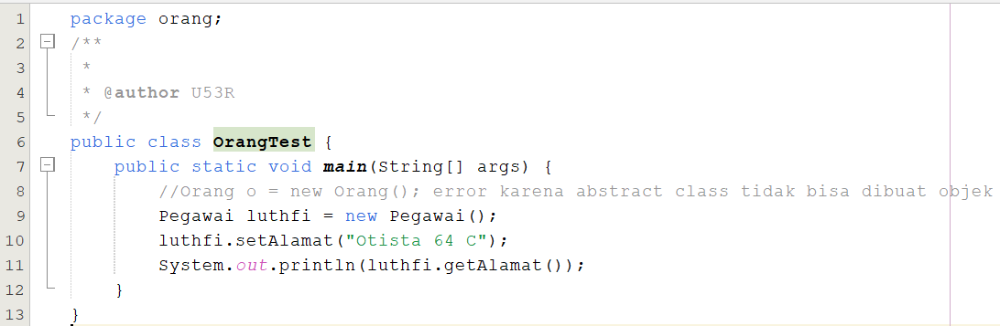 1 package orang;
2 /**
3 *
4 * @author U53R
5 */
6 public class OrangTest {
7 public static void main(String[] args) {
8 //Orang o = new Orang(); error karena abstract class tidak bisa dibuat objek
9 Pegawai luthfi = new Pegawai();
10 luthfi.setAlamat("Otista 64 C");
11 System.out.println(luthfi.getAlamat());
12 }
13 }